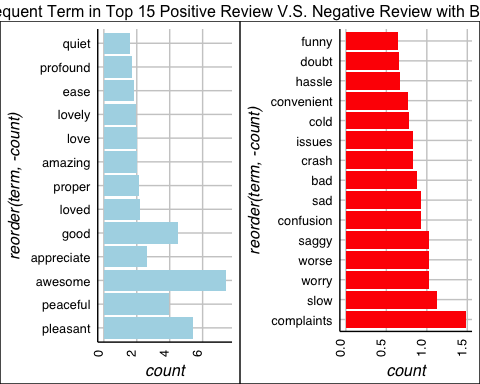 equent Term in Top 15 Positive Review V.S. Negative Review with B
quiet
profound
ease
lovely
love
amazing
proper
loved
good
appreciate
awesome
peaceful
pleasant
reorder(term, -count)
0 2 4 6
count
funny
doubt
hassle
convenient
cold
issues
crash
bad
sad
confusion
saggy
worse
worry
slow
complaints
reorder(term, -count)
0.0 0.5 1.0 1.5
count